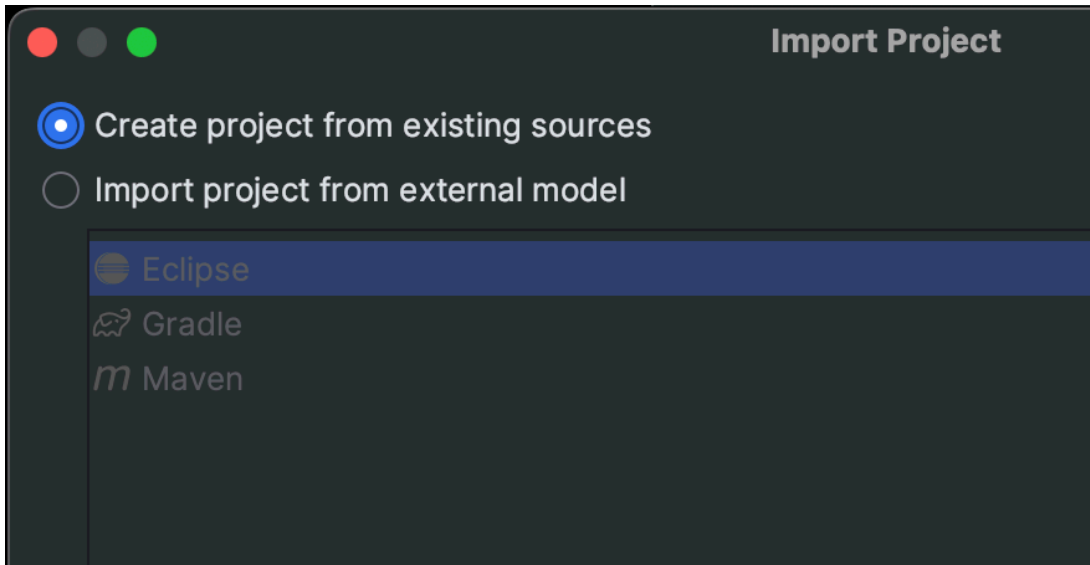 Import Project
Create project from existing sources
Import project from external model
Eclipse
Gradle
Maven